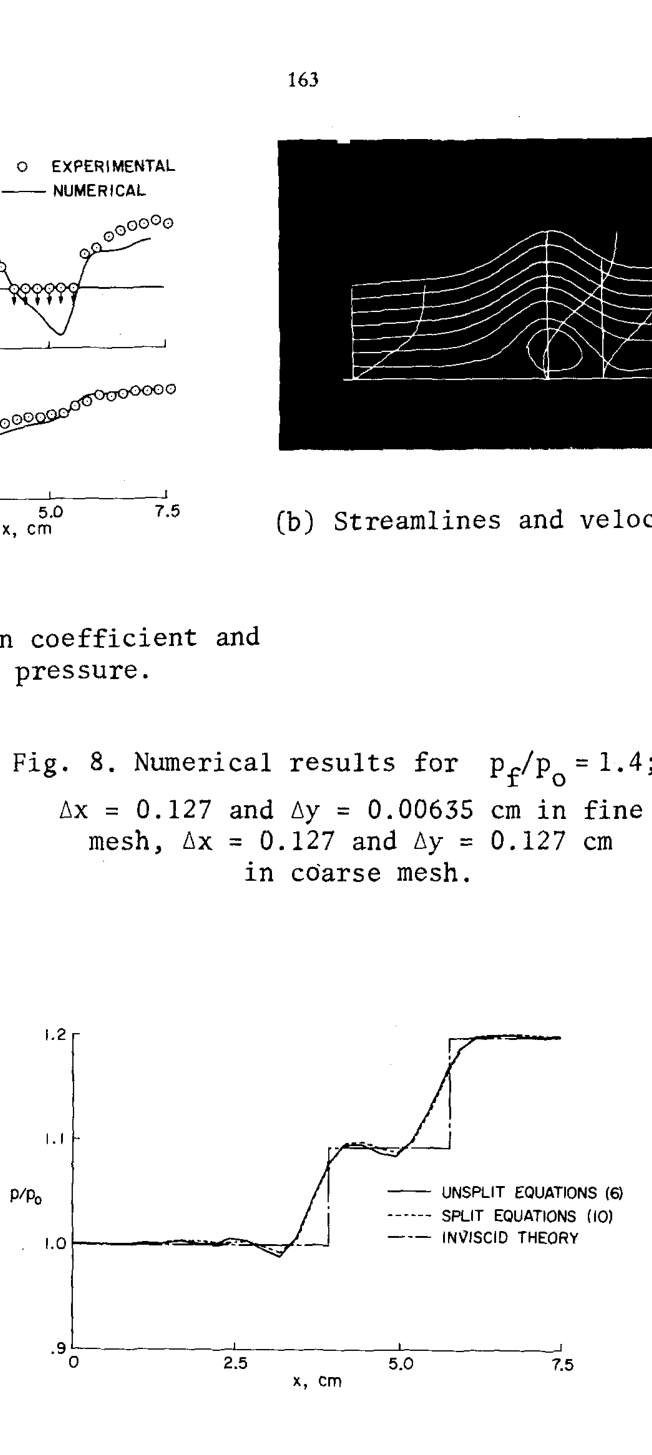 163
EXPERIMENTAL
NUMERICAL
5.0
7.5
x, cm
(b) Streamlines and veloc
n coefficient and
pressure.
Fig. 8. Numerical results for p_f/p_o = 1.4;
Δx = 0.127 and Δy = 0.00635 cm in fine
mesh, Δx = 0.127 and Δy = 0.127 cm
in coarse mesh.
1.2
1.1
p/p_o
1.0
.9
UNSPLIT EQUATIONS (6)
SPLIT EQUATIONS (10)
INVISCID THEORY
0
2.5
5.0
7.5
x, cm